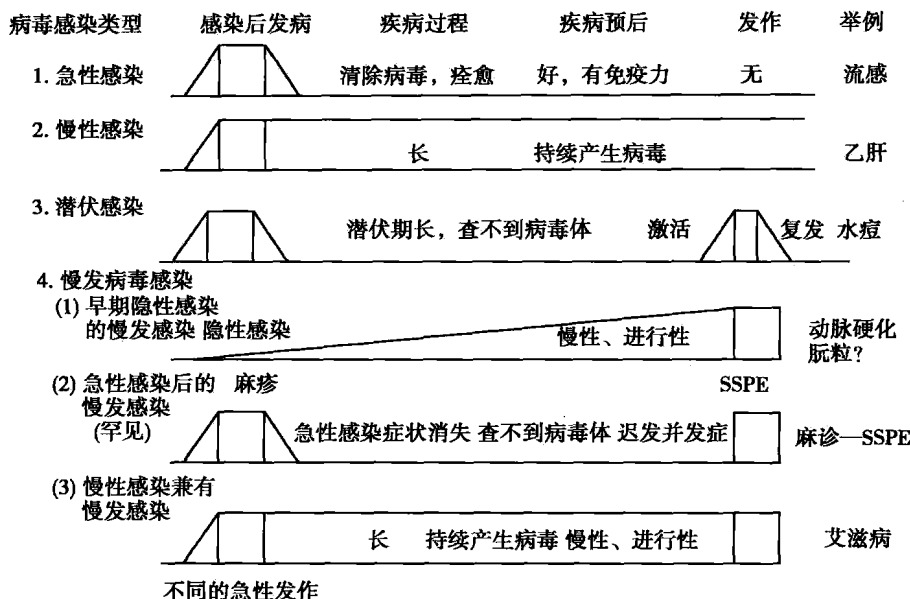 病毒感染类型 感染后发病 疾病过程 疾病预后 发作 举例
1. 急性感染 清除病毒，痊愈 好，有免疫力 无 流感
2. 慢性感染
长 持续产生病毒 乙肝
3. 潜伏感染
潜伏期长，查不到病毒体 激活 复发 水痘
4. 慢发病毒感染
(1) 早期隐性感染
的慢发感染 隐性感染 慢性、进行性 动脉硬化
朊粒？
(2) 急性感染后的 麻疹 SSPE
慢发感染
(罕见) 急性感染症状消失 查不到病毒体 迟发并发症 麻诊—SSPE
(3) 慢性感染兼有
慢发感染
长 持续产生病毒 慢性、进行性 艾滋病
不同的急性发作